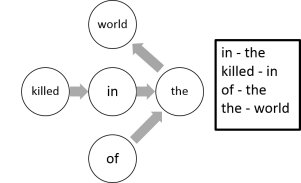 world
killed
in
the
of
in - the
killed - in
of - the
the - world